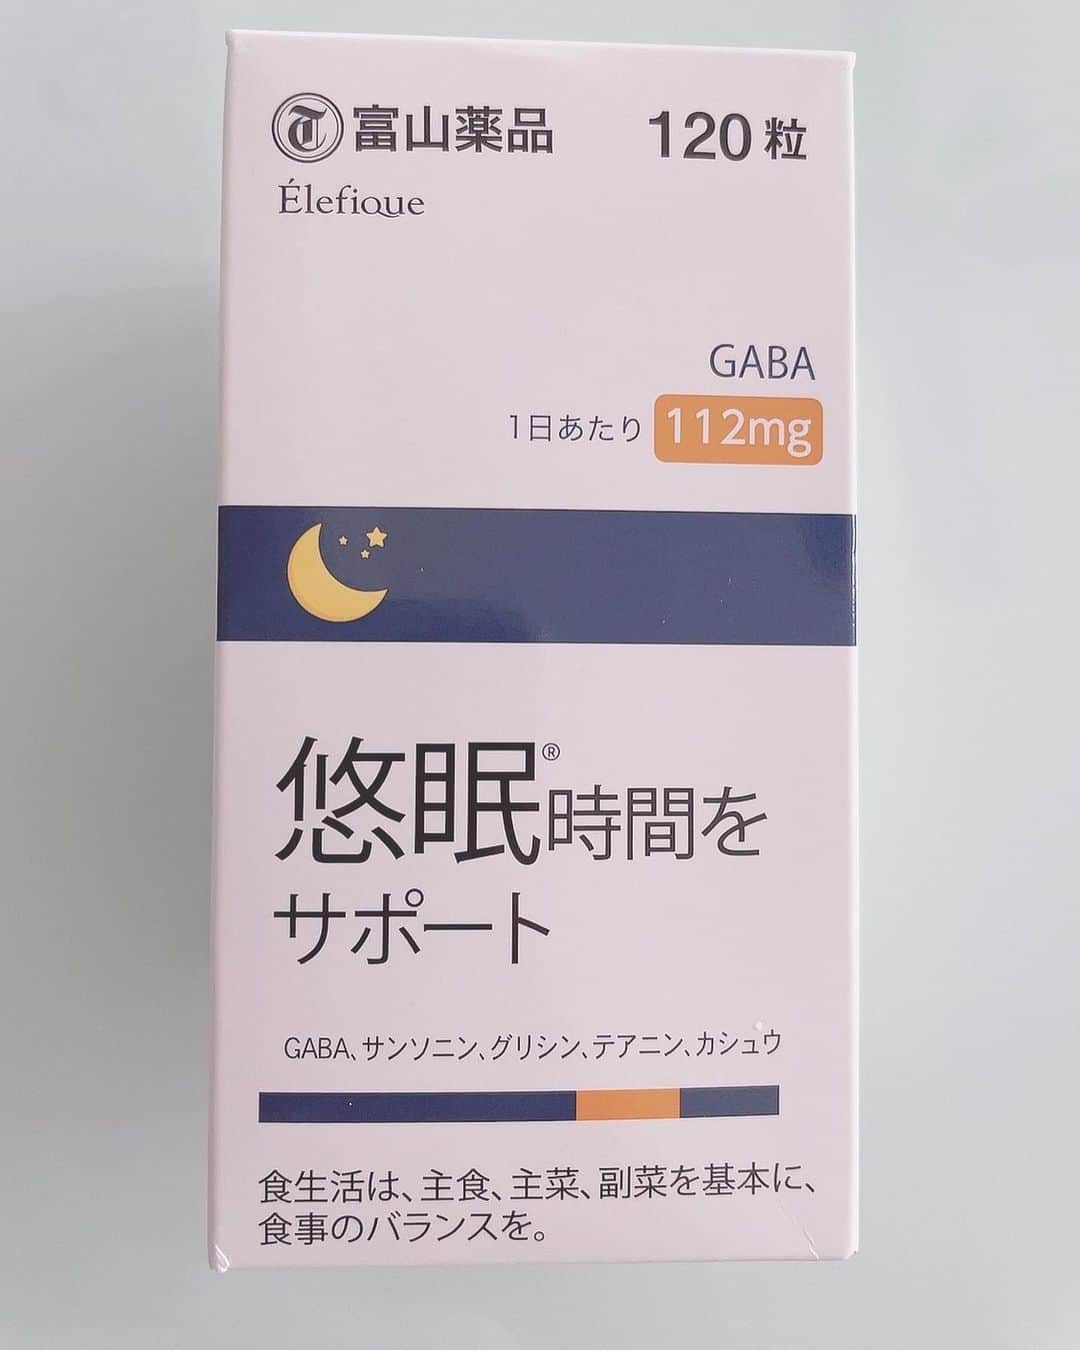 富山薬品
120粒
Élefique
GABA
1日あたり 112mg
悠眠®時間を
サポート
GABA、サンソニン、グリシン、テアニン、カシュウ
食生活は、主食、主菜、副菜を基本に、
食事のバランスを。